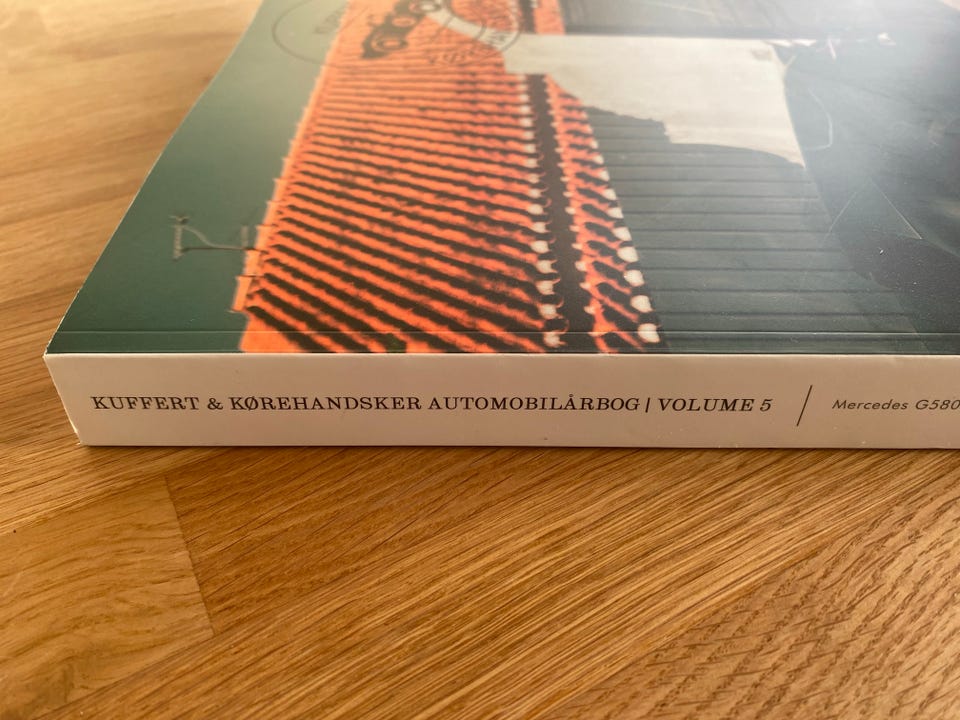 KUFFERT & KØREHANDSKER AUTOMOBILÅRBOG | VOLUME 5 / Mercedes G580